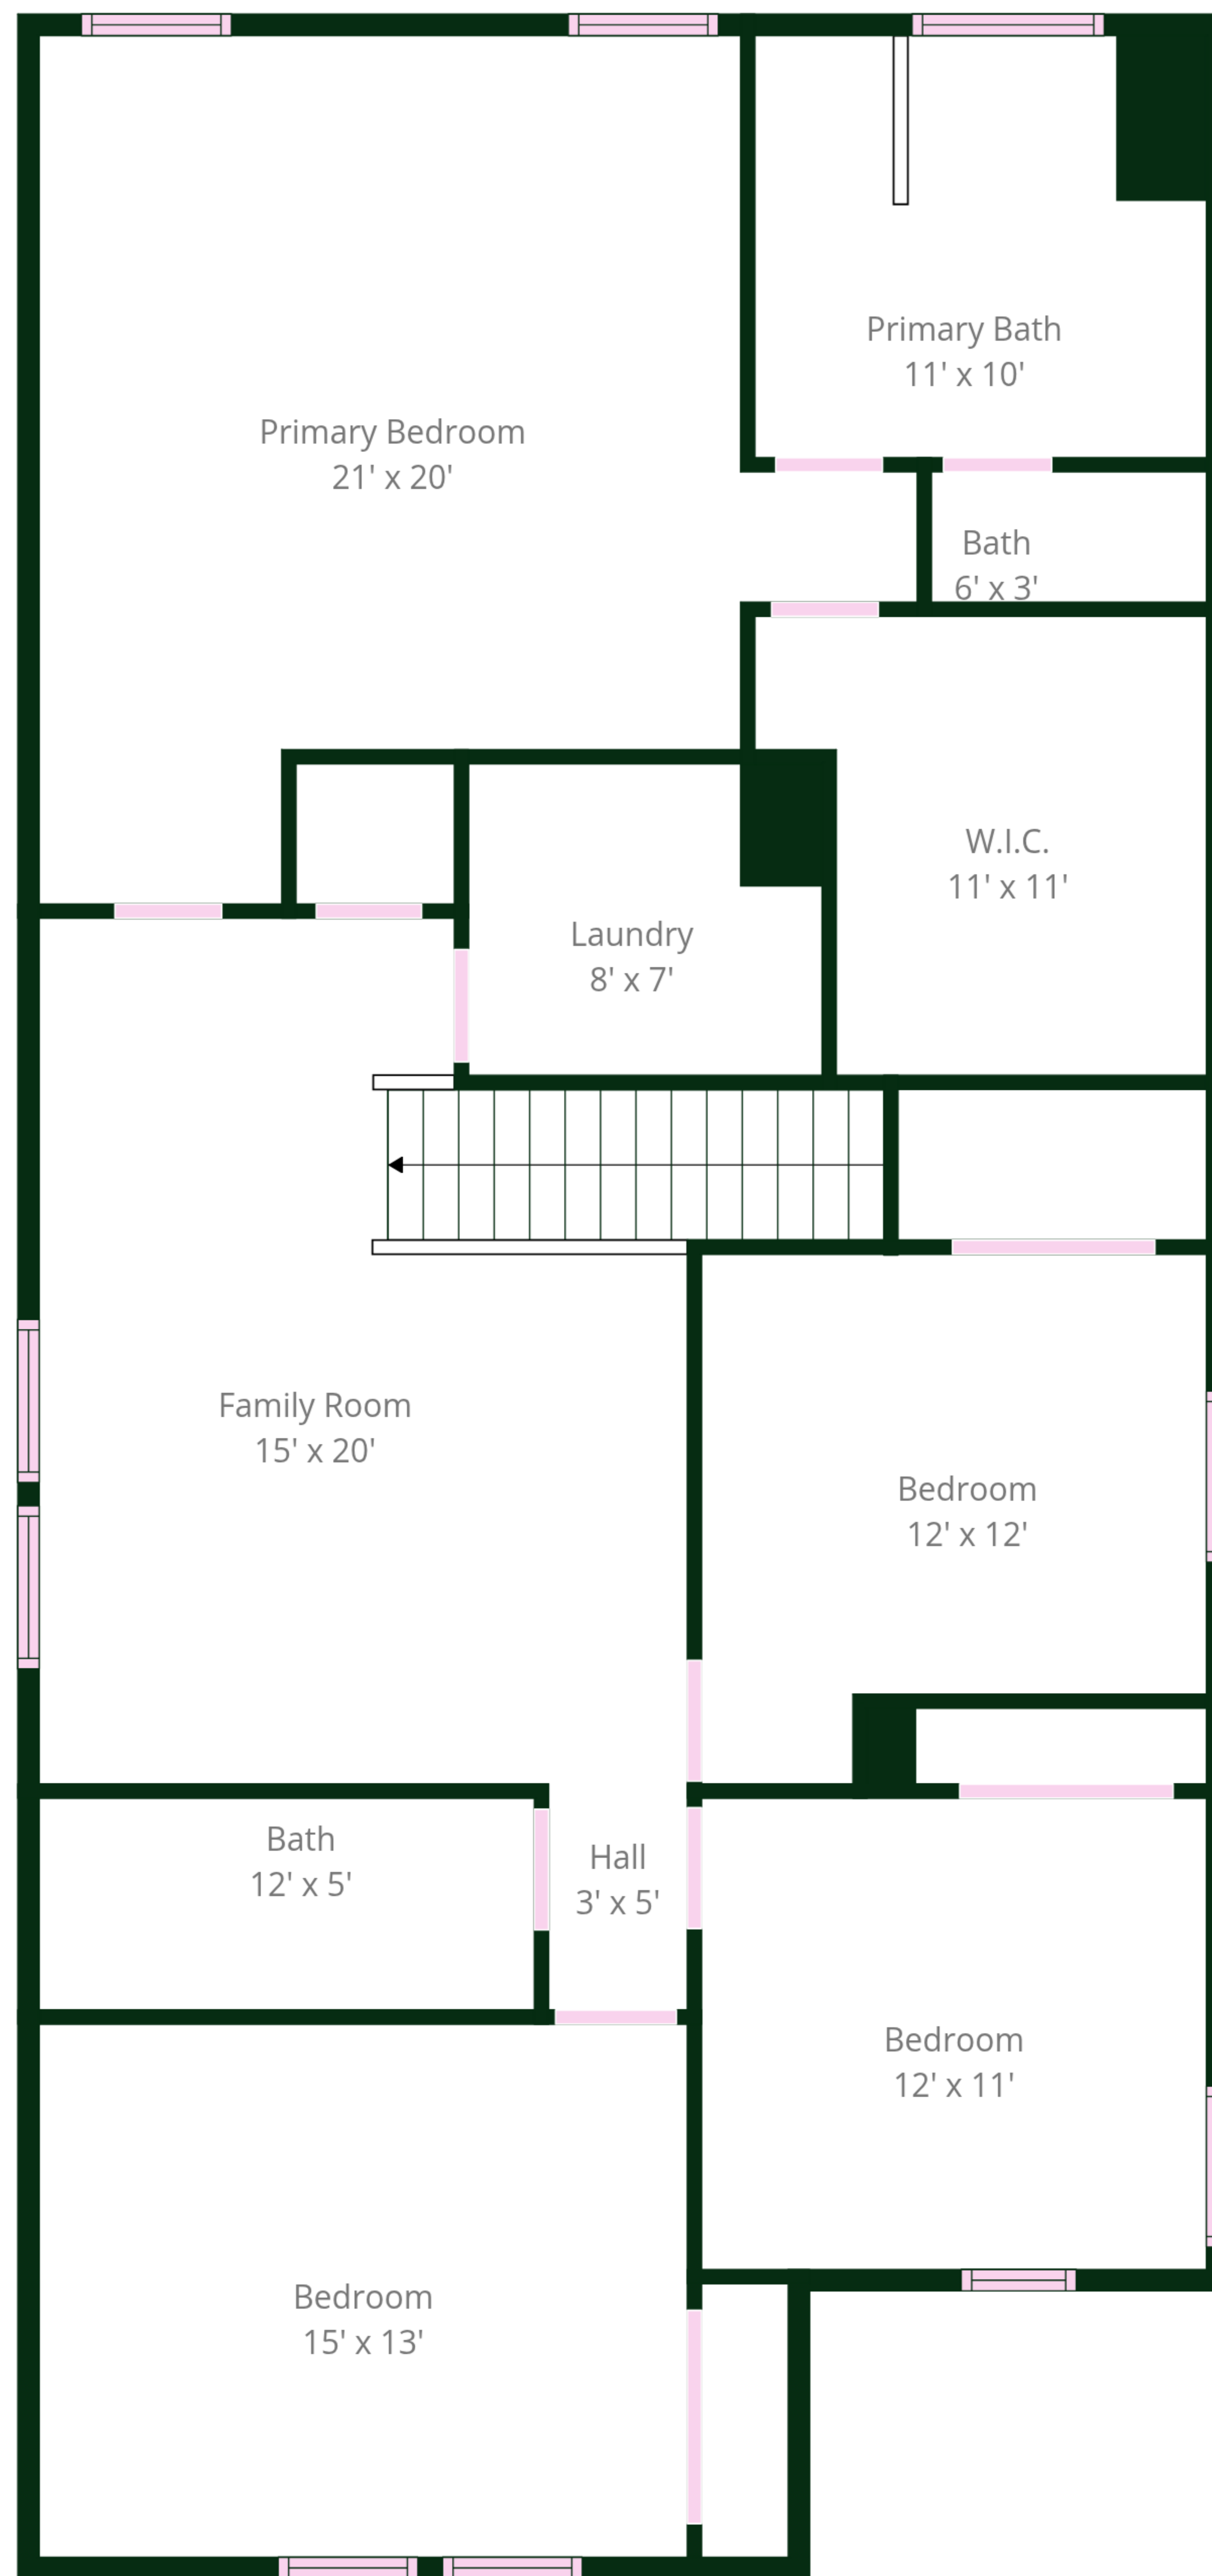 Primary Bath
11' x 10'
Primary Bedroom
21' x 20'
Bath
6' x 3'
W.I.C.
11' x 11'
Laundry
8' x 7'
Family Room
15' x 20'
Bedroom
12' x 12'
Bath
12' x 5'
Hall
3' x 5'
Bedroom
12' x 11'
Bedroom
15' x 13'